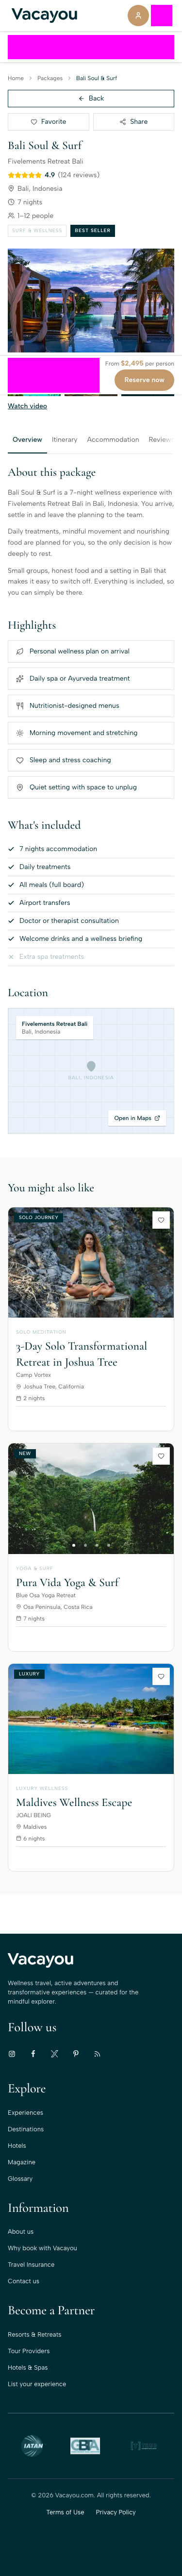 Vacayou
Home > Packages > Bali Soul & Surf
Back
Favorite
Share
Bali Soul & Surf
Fivelements Retreat Bali
4.9 (124 reviews)
Bali, Indonesia
7 nights
1–12 people
SURF & WELLNESS
BEST SELLER
From $2,495 per person
Reserve now
Watch video
Overview Itinerary Accommodation Review
About this package
Bali Soul & Surf is a 7-night wellness experience with
Fivelements Retreat Bali in Bali, Indonesia. You arrive,
settle in and leave the planning to the team.
Daily treatments, mindful movement and nourishing
food are planned for you, so the only decision is how
deeply to rest.
Small groups, honest food and a setting in Bali that
makes it easy to switch off. Everything is included, so
you can simply be there.
Highlights
Personal wellness plan on arrival
Daily spa or Ayurveda treatment
Nutritionist-designed menus
Morning movement and stretching
Sleep and stress coaching
Quiet setting with space to unplug
What's included
7 nights accommodation
Daily treatments
All meals (full board)
Airport transfers
Doctor or therapist consultation
Welcome drinks and a wellness briefing
Extra spa treatments
Location
Fivelements Retreat Bali
Bali, Indonesia
BALI, INDONESIA
Open in Maps
You might also like
SOLO JOURNEY
SOLO MEDITATION
3-Day Solo Transformational
Retreat in Joshua Tree
Camp Vortex
Joshua Tree, California
2 nights
NEW
YOGA & SURF
Pura Vida Yoga & Surf
Blue Osa Yoga Retreat
Osa Peninsula, Costa Rica
7 nights
LUXURY
LUXURY WELLNESS
Maldives Wellness Escape
JOALI BEING
Maldives
6 nights
Vacayou
Wellness travel, active adventures and
transformative experiences — curated for the
mindful explorer.
Follow us
Explore
Experiences
Destinations
Hotels
Magazine
Glossary
Information
About us
Why book with Vacayou
Travel Insurance
Contact us
Become a Partner
Resorts & Retreats
Tour Providers
Hotels & Spas
List your experience
IATAN
GBTA
© 2026 Vacayou.com. All rights reserved.
Terms of Use Privacy Policy